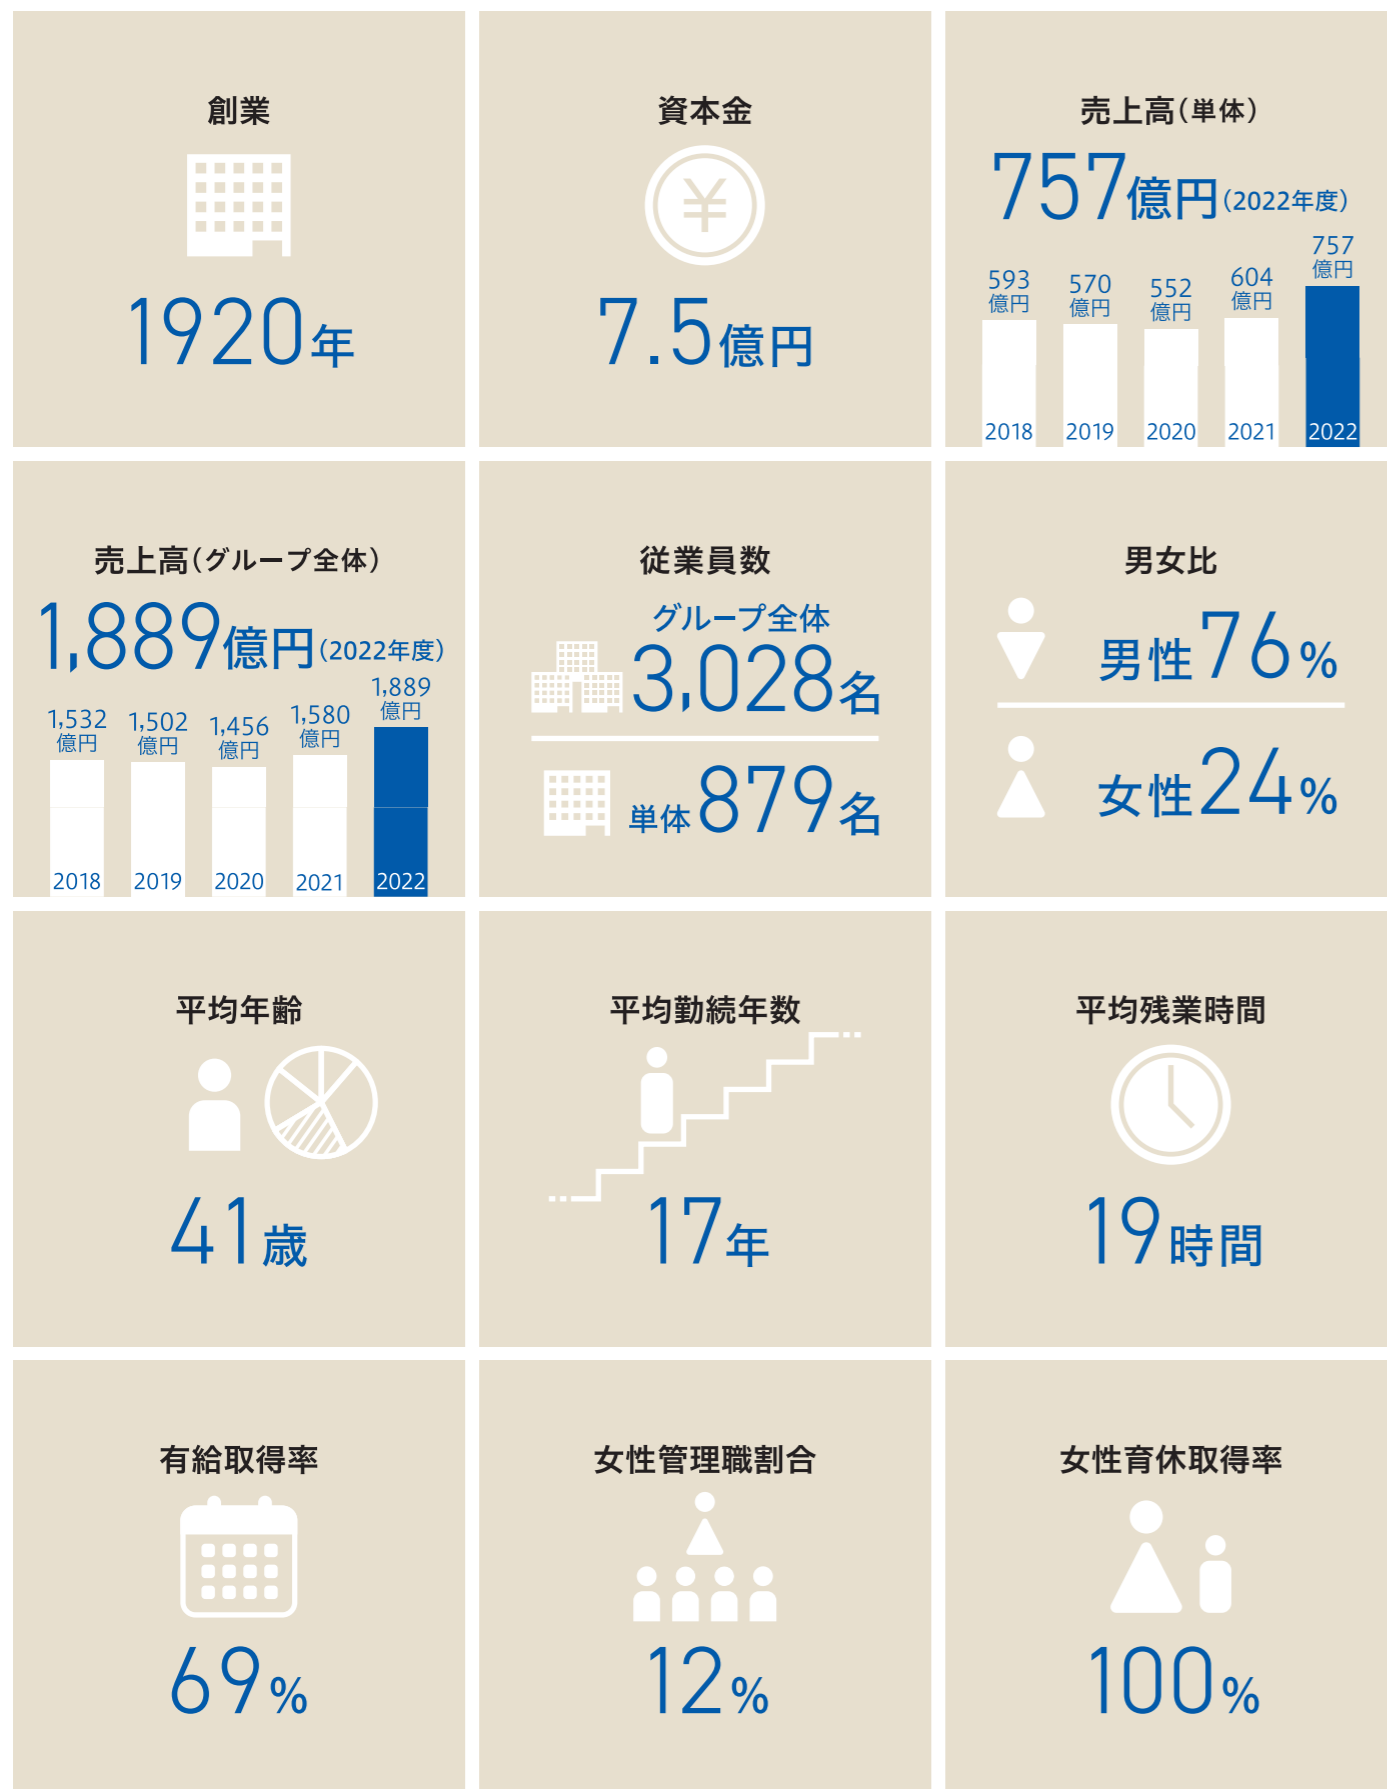 創業
1920年
資本金
¥
7.5億円
売上高(単体)
757億円(2022年度)
593
億円
570
億円
552
億円
604
億円
757
億円
2018
2019
2020
2021
2022
売上高(グループ全体)
1,889億円(2022年度)
1,532
億円
1,502
億円
1,456
億円
1,580
億円
1,889
億円
2018
2019
2020
2021
2022
従業員数
グループ全体
3,028名
単体879名
男女比
男性76%
女性24%
平均年齢
41歳
平均勤続年数
17年
平均残業時間
19時間
有給取得率
69%
女性管理職割合
12%
女性育休取得率
100%